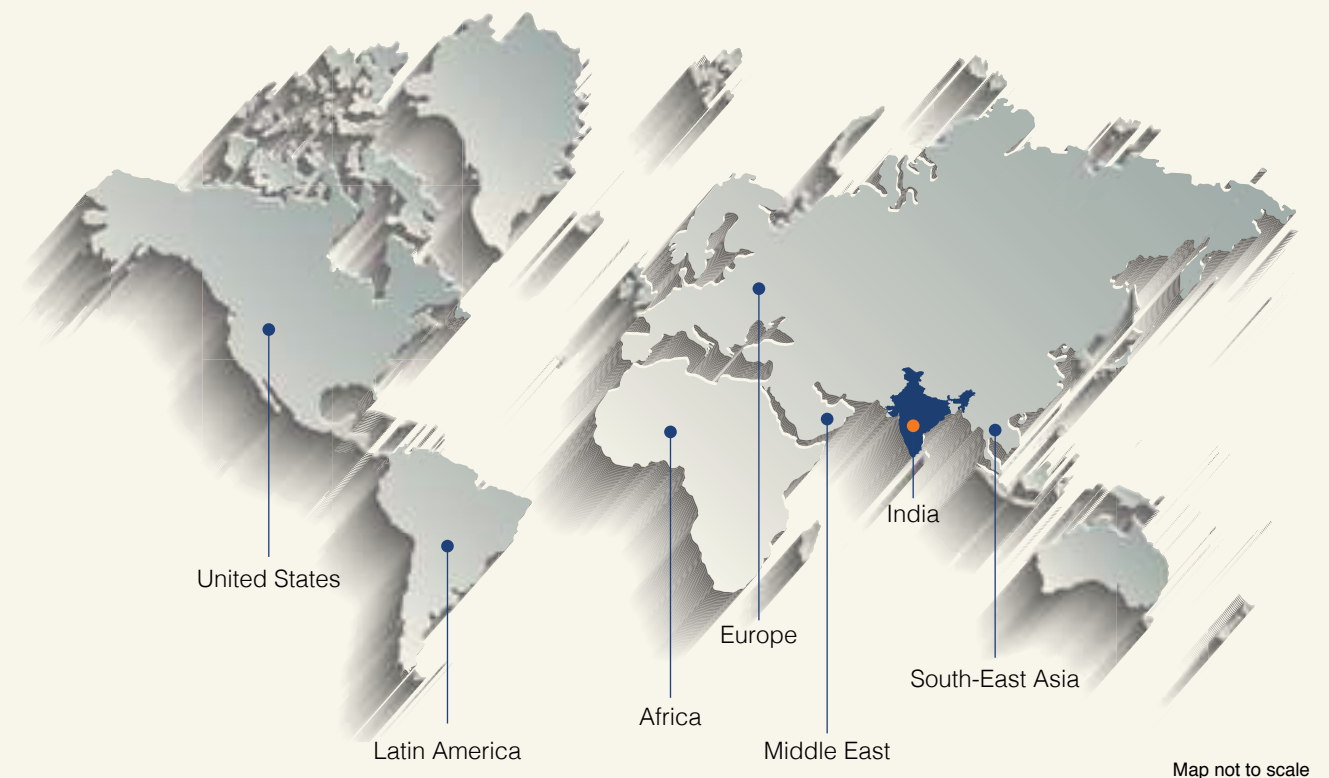 India
United States
Europe
South-East Asia
Africa
Latin America
Middle East
Map not to scale